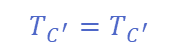 T_{C'} = T_{C'}